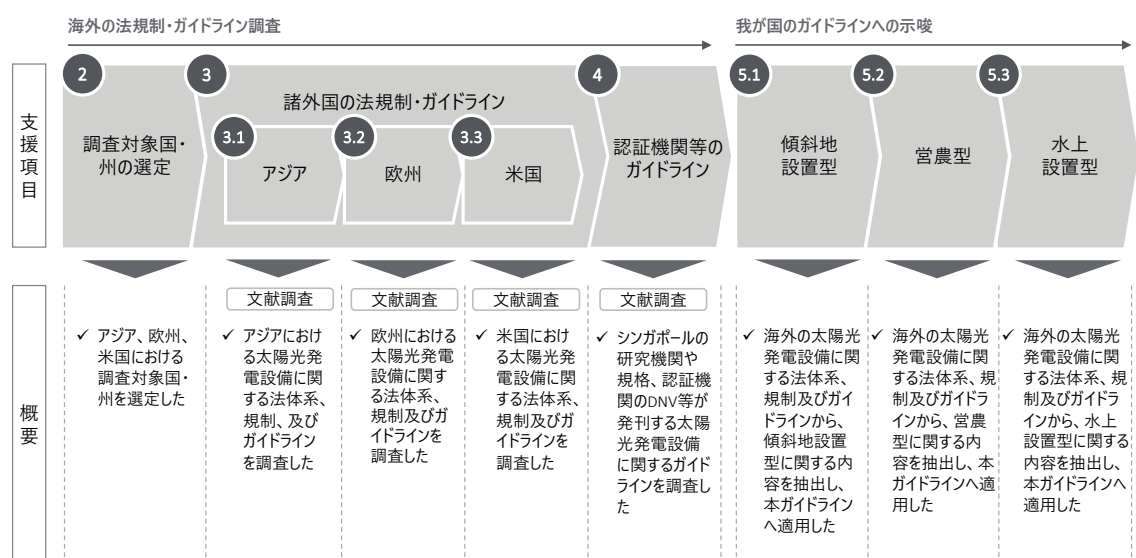 海外の法規制・ガイドライン調査
我が国のガイドラインへの示唆
支援項目
2
調査対象国・
州の選定
3
諸外国の法規制・ガイドライン
3.1
アジア
3.2
欧州
3.3
米国
4
認証機関等の
ガイドライン
5.1
傾斜地
設置型
5.2
営農型
5.3
水上
設置型
概要
✓ アジア、欧州、
米国における
調査対象国・
州を選定した
文献調査
✓ アジアにおけ
る太陽光発
電設備に関
する法体系、
規制、及び
ガイドライン
を調査した
文献調査
✓ 欧州における
太陽光発電
設備に関す
る法体系、
規制及びガ
イドラインを
調査した
文献調査
✓ 米国におけ
る太陽光発
電設備に関
する法体系、
規制及びガイ
ドラインを調
査した
文献調査
✓ シンガポールの
研究機関や
規格、認証機
関のDNV等が
発刊する太陽
光発電設備
に関するガイド
ラインを調査し
た
✓ 海外の太陽光
発電設備に関
する法体系、
規制及びガイ
ドラインから、
傾斜地設置
型に関する内
容を抽出し、
本ガイドライン
へ適用した
✓ 海外の太陽光
発電設備に関
する法体系、規
制及びガイドラ
インから、営農
型に関する内
容を抽出し、本
ガイドラインへ適
用した
✓ 海外の太陽光
発電設備に関
する法体系、規
制及びガイドラ
インから、水上
設置型に関する
内容を抽出し、
本ガイドラインへ
適用した